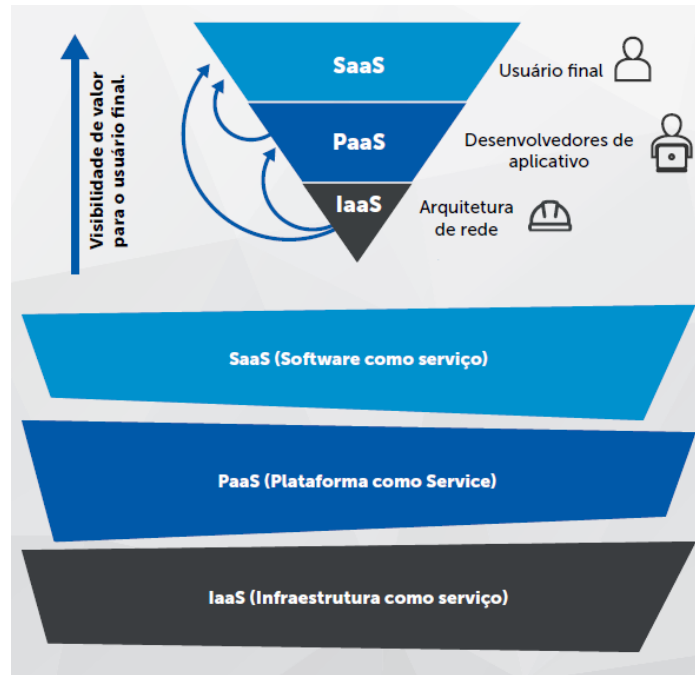 Visibilidade de valor
para o usuário final.
SaaS
Usuário final
PaaS
Desenvolvedores de
aplicativo
IaaS
Arquitetura
de rede
SaaS (Software como serviço)
PaaS (Plataforma como Service)
IaaS (Infraestrutura como serviço)